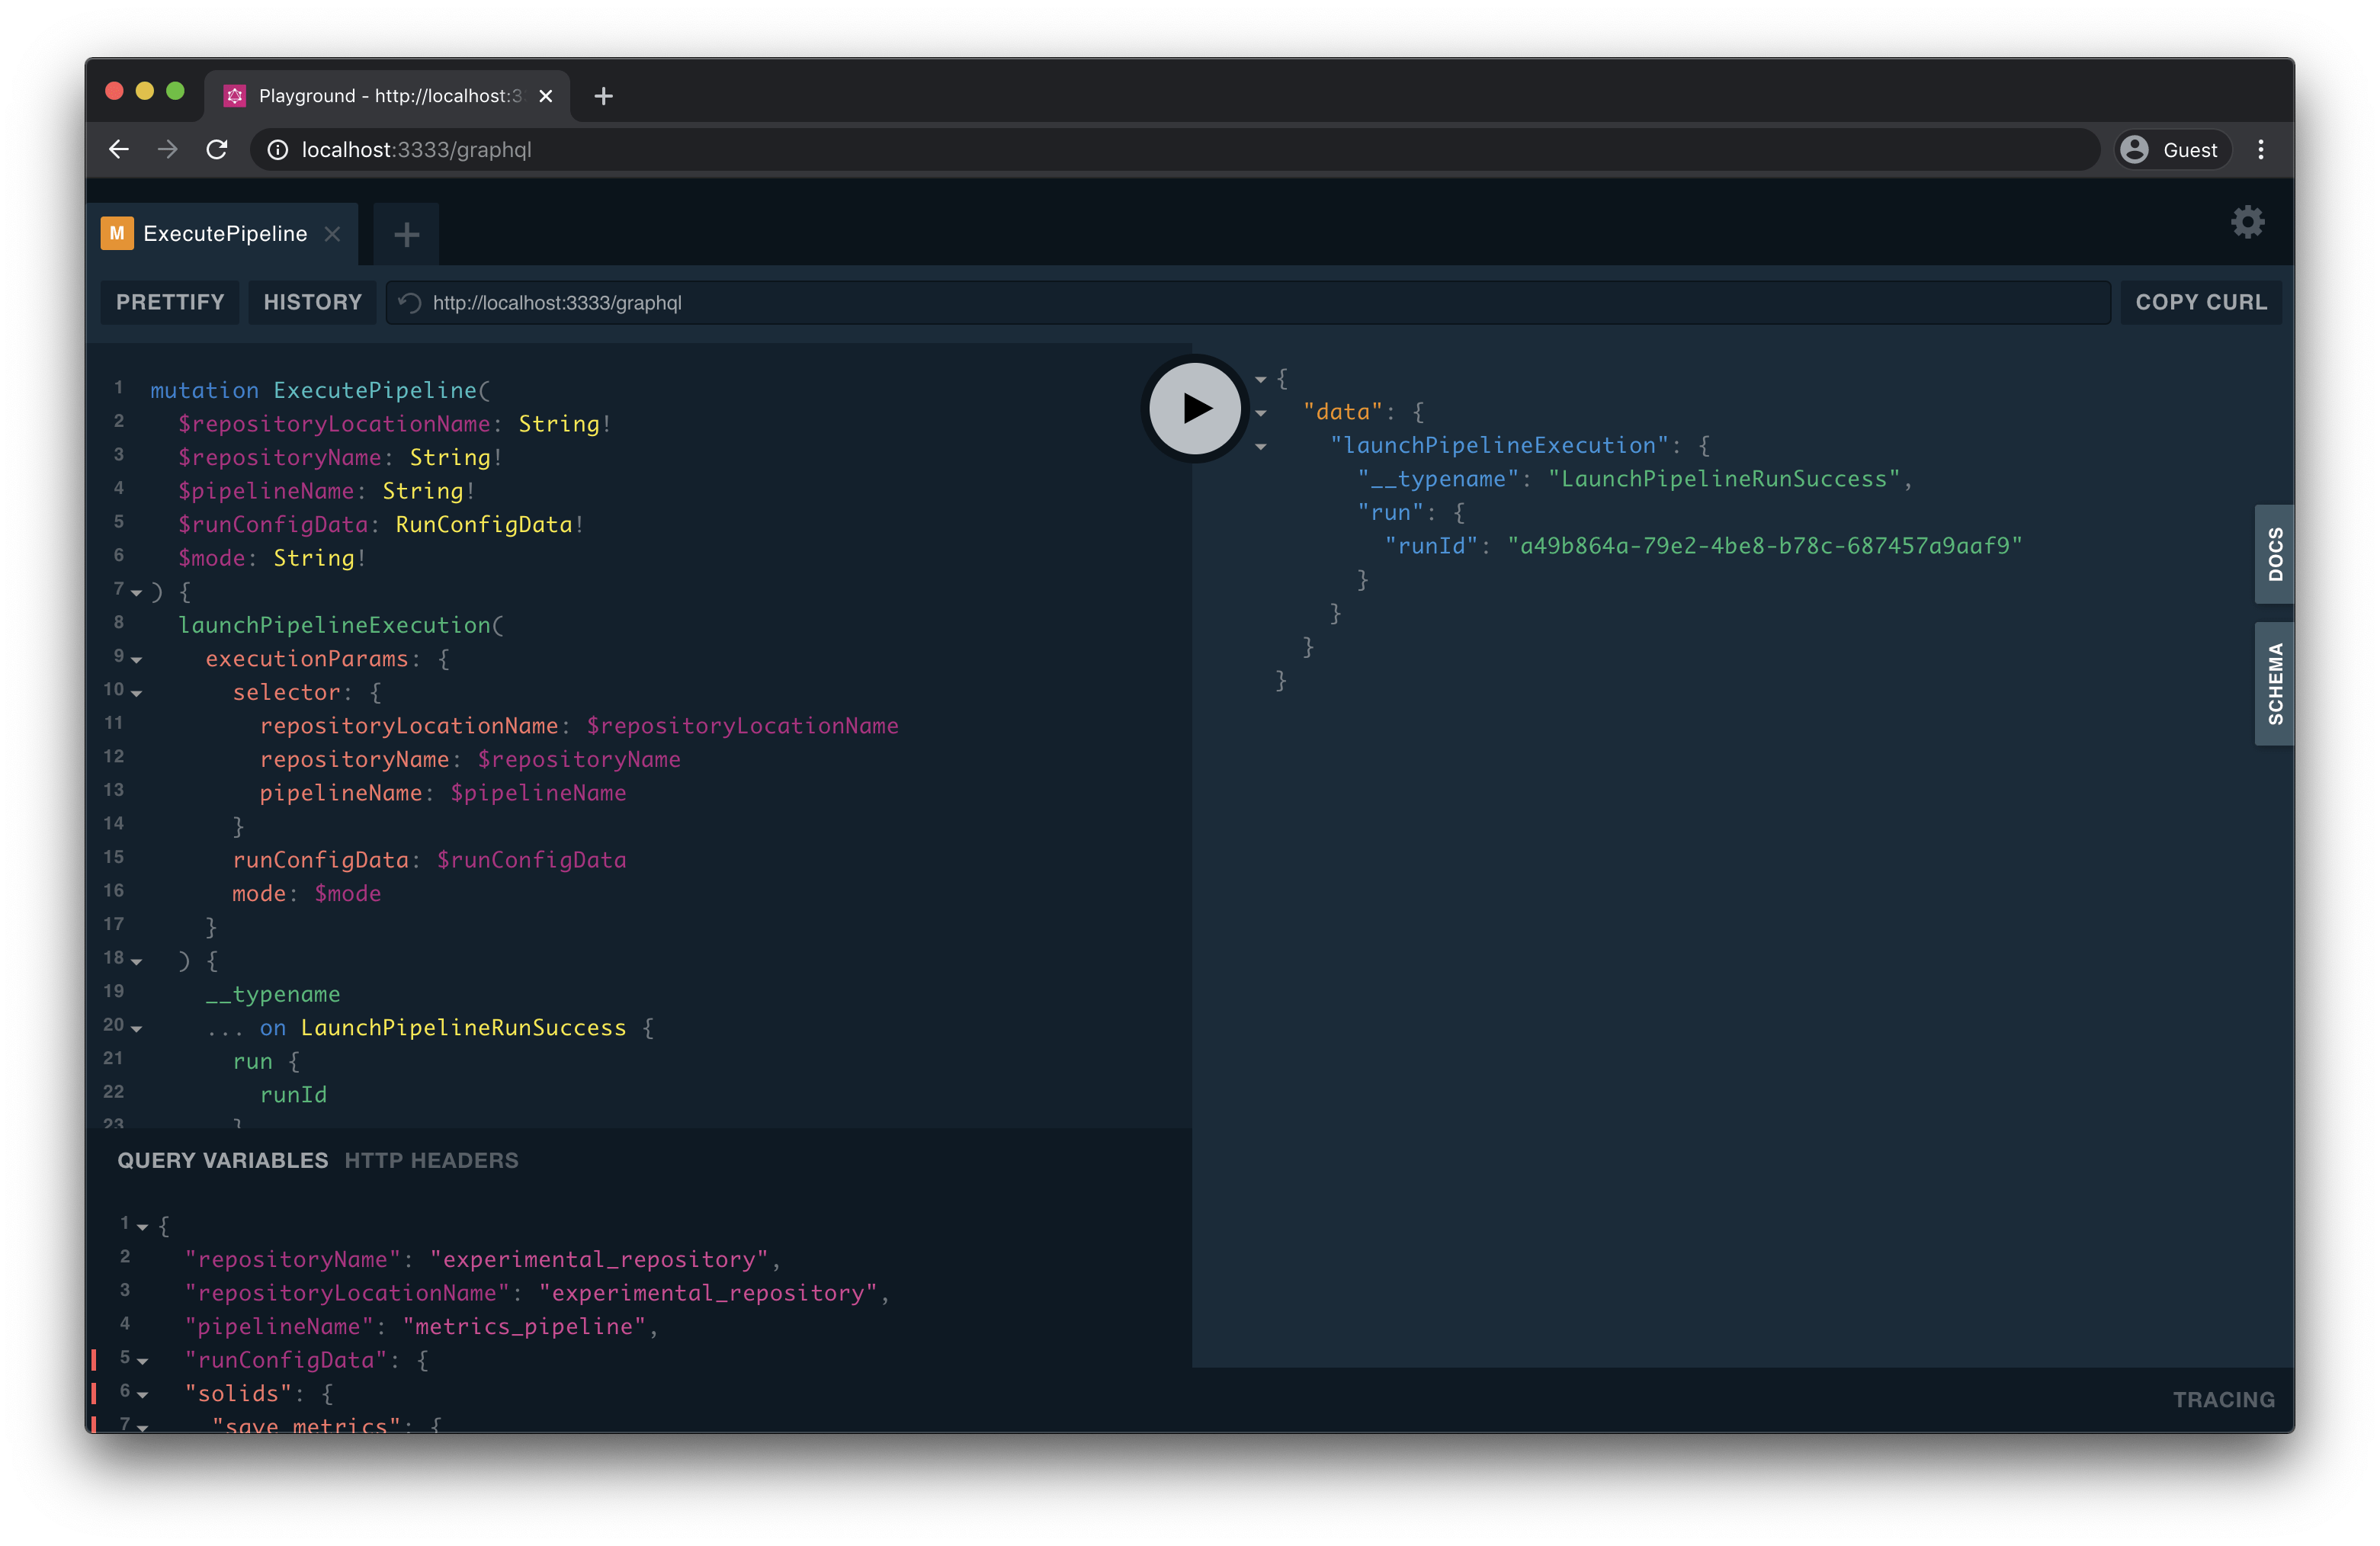 Playground - http://localhost:3
localhost:3333/graphql
Guest
M ExecutePipeline
PRETTIFY HISTORY http://localhost:3333/graphql COPY CURL
1 mutation ExecutePipeline(
2 $repositoryLocationName: String!
3 $repositoryName: String!
4 $pipelineName: String!
5 $runConfigData: RunConfigData!
6 $mode: String!
7 ) {
8 launchPipelineExecution(
9 executionParams: {
10 selector: {
11 repositoryLocationName: $repositoryLocationName
12 repositoryName: $repositoryName
13 pipelineName: $pipelineName
14 }
15 runConfigData: $runConfigData
16 mode: $mode
17 }
18 ) {
19 __typename
20 ... on LaunchPipelineRunSuccess {
21 run {
22 runId
23 }
QUERY VARIABLES HTTP HEADERS
1 {
2 "repositoryName": "experimental_repository",
3 "repositoryLocationName": "experimental_repository",
4 "pipelineName": "metrics_pipeline",
5 "runConfigData": {
6 "solids": {
7 "save_metrics": {
{
"data": {
"launchPipelineExecution": {
"__typename": "LaunchPipelineRunSuccess",
"run": {
"runId": "a49b864a-79e2-4be8-b78c-687457a9aaf9"
}
}
}
}
DOCS
SCHEMA
TRACING